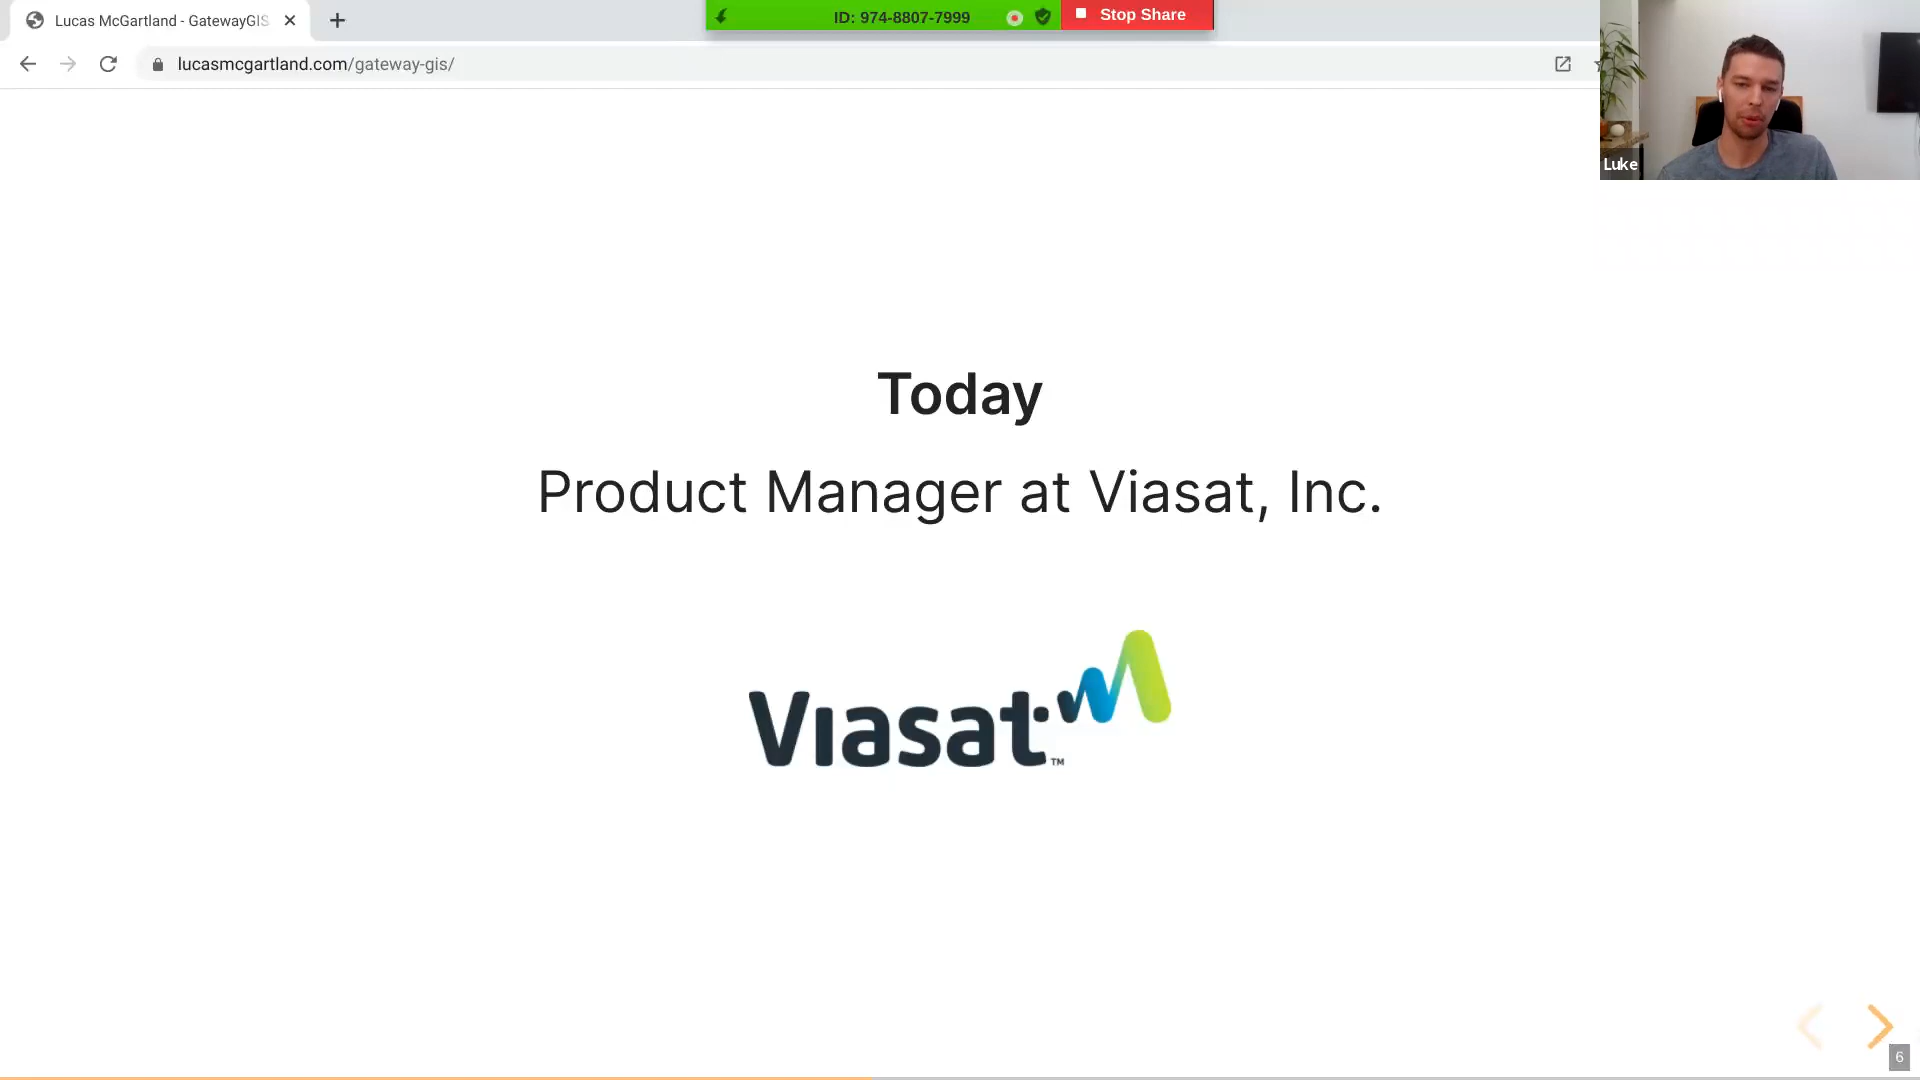 Lucas McGartland - GatewayGIS
ID: 974-8807-7999
Stop Share
lucasmcgartland.com/gateway-gis/
Luke
Today
Product Manager at Viasat, Inc.
Viasat
TM
6